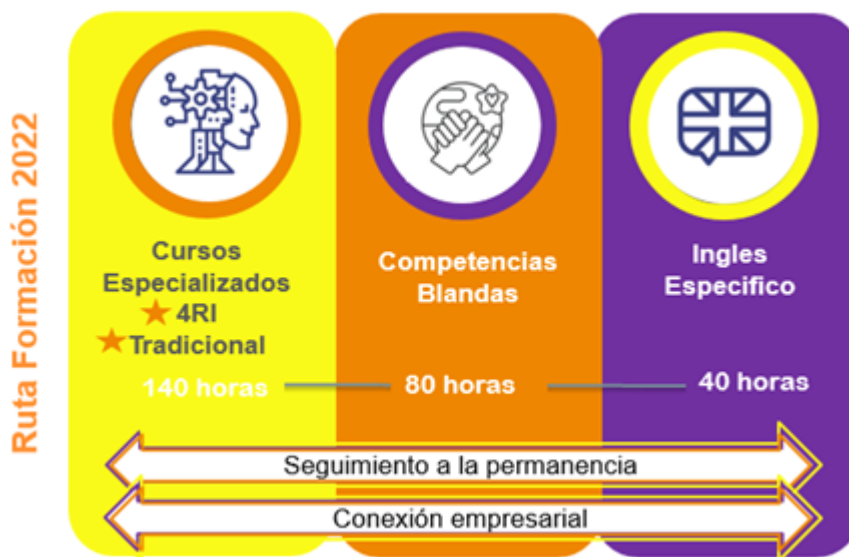 Ruta Formación 2022
Cursos
Especializados
4RI
Tradicional
140 horas
Competencias
Blandas
80 horas
Ingles
Especifico
40 horas
Seguimiento a la permanencia
Conexión empresarial